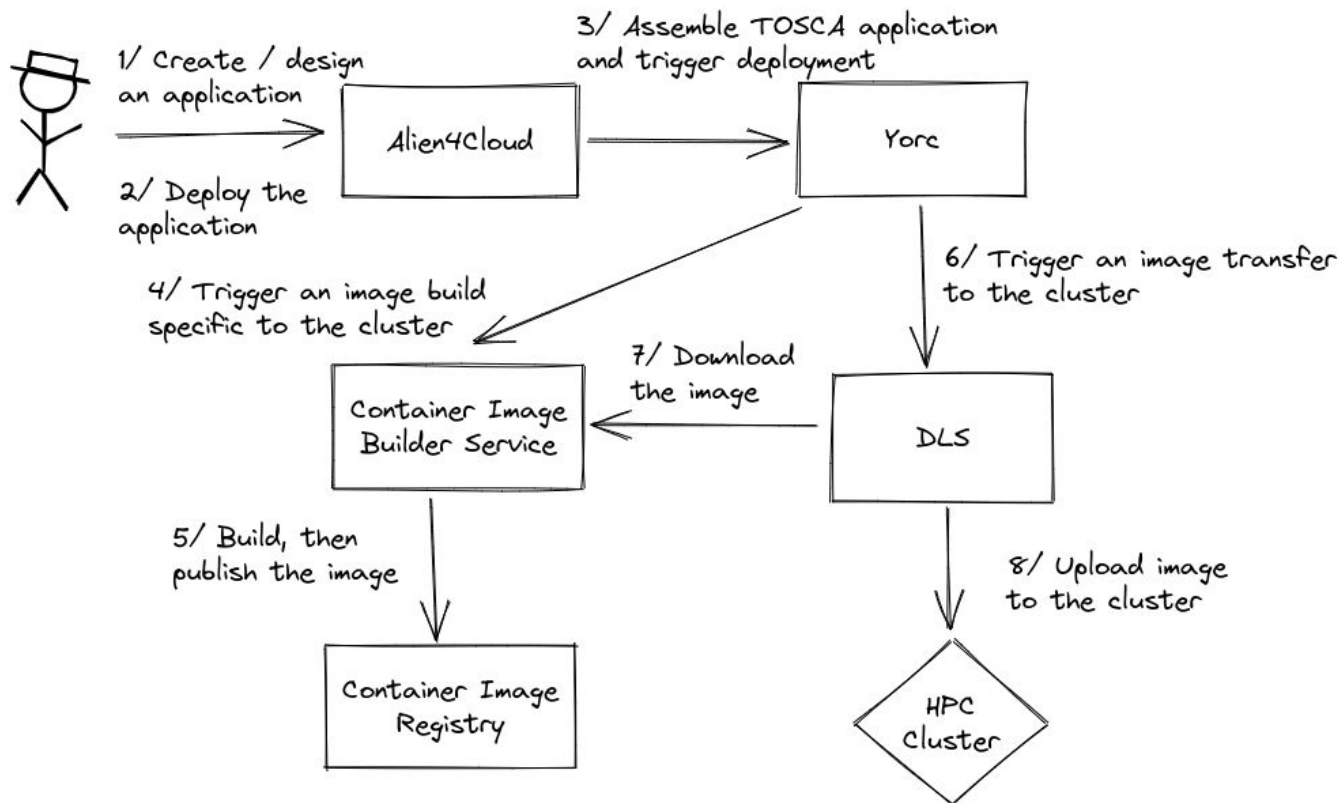 3/ Assemble TOSCA application
and trigger deployment
1/ Create / design
an application
Alien4Cloud
Yorc
2/ Deploy the
application
6/ Trigger an image transfer
to the cluster
4/ Trigger an image build
specific to the cluster
7/ Download
the image
Container Image
Builder Service
DLS
5/ Build, then
publish the image
8/ Upload image
to the cluster
Container Image
Registry
HPC
Cluster